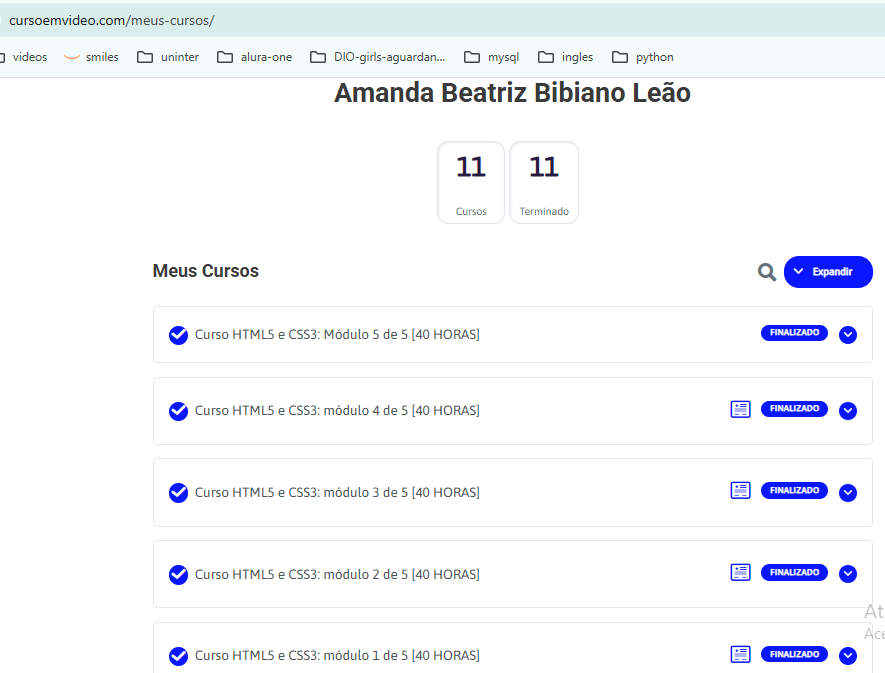 cursoemvideo.com/meus-cursos/
videos smiles uninter alura-one DIO-girls-aguardan... mysql ingles python
Amanda Beatriz Bibiano Leão
11 11
Cursos Terminado
Meus Cursos Expandir
Curso HTML5 e CSS3: Módulo 5 de 5 [40 HORAS] FINALIZADO
Curso HTML5 e CSS3: módulo 4 de 5 [40 HORAS] FINALIZADO
Curso HTML5 e CSS3: módulo 3 de 5 [40 HORAS] FINALIZADO
Curso HTML5 e CSS3: módulo 2 de 5 [40 HORAS] FINALIZADO
At
Ace
Curso HTML5 e CSS3: módulo 1 de 5 [40 HORAS] FINALIZADO